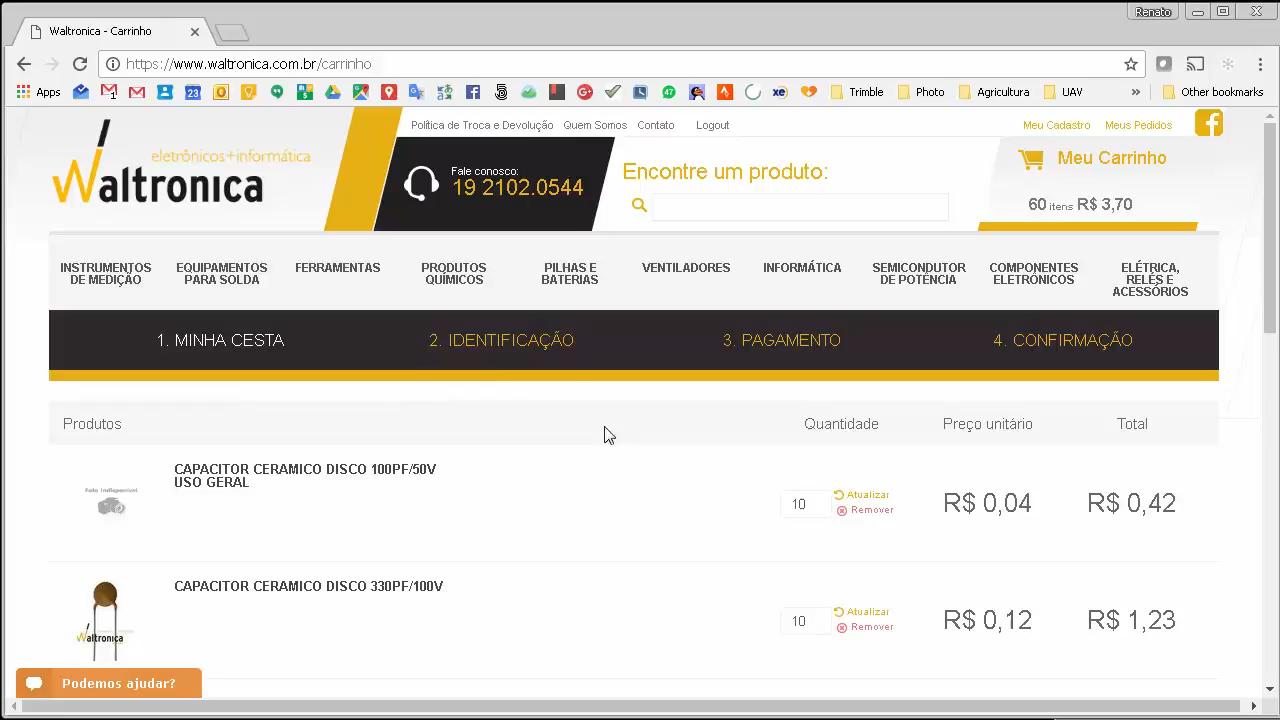 Renato
Waltronica - Carrinho
https://www.waltronica.com.br/carrinho
Apps
Trimble
Photo
Agricultura
UAV
»
Other bookmarks
Política de Troca e Devolução
Quem Somos
Contato
Logout
Meu Cadastro
Meus Pedidos
eletrônicos+informática
Waltronica
Fale conosco:
19 2102.0544
Encontre um produto:
Meu Carrinho
60 itens R$ 3,70
INSTRUMENTOS
DE MEDIÇÃO
EQUIPAMENTOS
PARA SOLDA
FERRAMENTAS
PRODUTOS
QUÍMICOS
PILHAS E
BATERIAS
VENTILADORES
INFORMÁTICA
SEMICONDUTOR
DE POTÊNCIA
COMPONENTES
ELETRÔNICOS
ELÉTRICA,
RELÉS E
ACESSÓRIOS
1. MINHA CESTA
2. IDENTIFICAÇÃO
3. PAGAMENTO
4. CONFIRMAÇÃO
Produtos
Quantidade
Preço unitário
Total
Foto Indisponível
CAPACITOR CERAMICO DISCO 100PF/50V
USO GERAL
10
Atualizar
Remover
R$ 0,04
R$ 0,42
CAPACITOR CERAMICO DISCO 330PF/100V
Waltronica
10
Atualizar
Remover
R$ 0,12
R$ 1,23
Podemos ajudar?